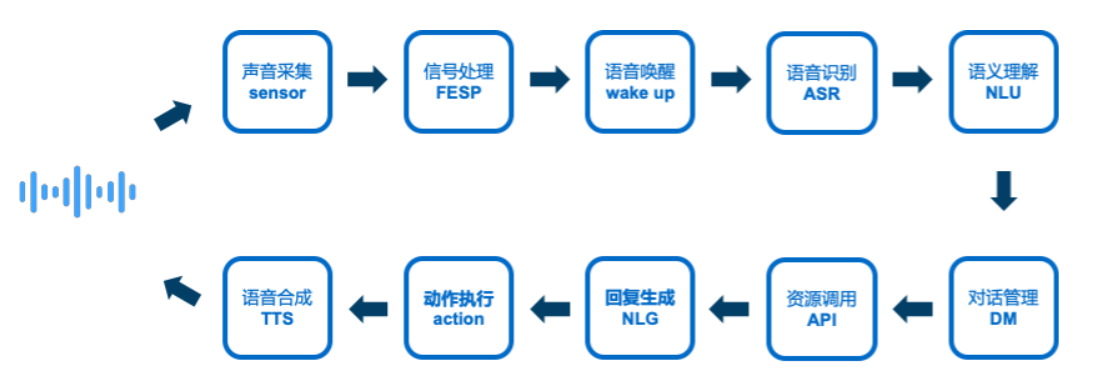 声音采集
sensor
信号处理
FESP
语音唤醒
wake up
语音识别
ASR
语义理解
NLU
语音合成
TTS
动作执行
action
回复生成
NLG
资源调用
API
对话管理
DM